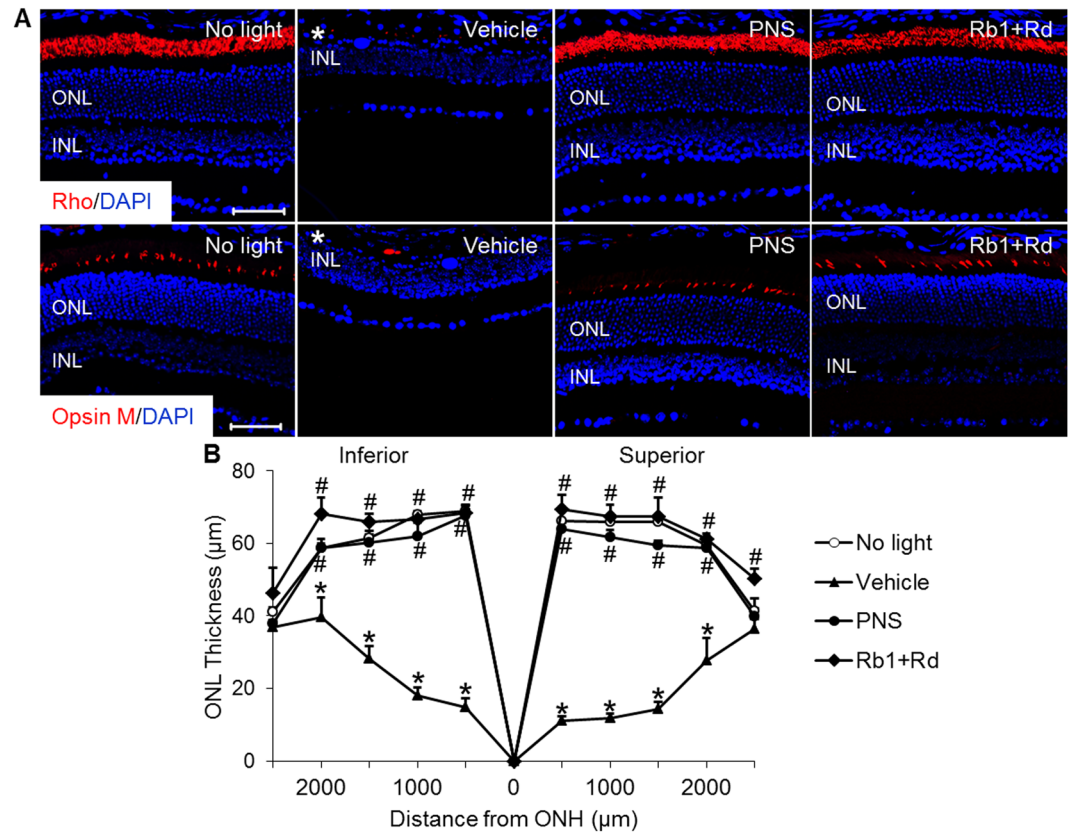 A
No light
Vehicle
PNS
Rb1+Rd
*
ONL
INL
INL
ONL
INL
ONL
INL
Rho/DAPI
No light
Vehicle
PNS
Rb1+Rd
*
ONL
INL
INL
ONL
INL
ONL
INL
Opsin M/DAPI
B
Inferior
Superior
80
60
40
20
0
ONL Thickness (µm)
# # # #
# # # #
* * * *
# # # # #
# # # #
* * * *
2000 1000 0 1000 2000
Distance from ONH (µm)
No light
Vehicle
PNS
Rb1+Rd